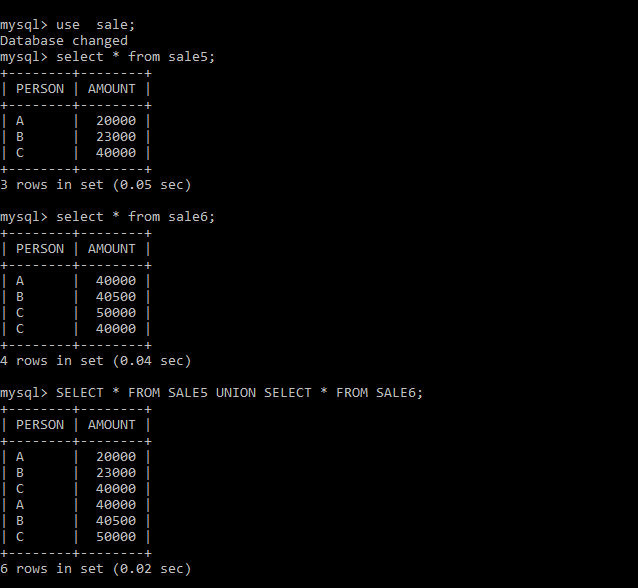 mysql> use  sale;
Database changed
mysql> select * from sale5;
+--------+--------+
| PERSON | AMOUNT |
+--------+--------+
| A      |  20000 |
| B      |  23000 |
| C      |  40000 |
+--------+--------+
3 rows in set (0.05 sec)

mysql> select * from sale6;
+--------+--------+
| PERSON | AMOUNT |
+--------+--------+
| A      |  40000 |
| B      |  40500 |
| C      |  50000 |
| C      |  40000 |
+--------+--------+
4 rows in set (0.04 sec)

mysql> SELECT * FROM SALE5 UNION SELECT * FROM SALE6;
+--------+--------+
| PERSON | AMOUNT |
+--------+--------+
| A      |  20000 |
| B      |  23000 |
| C      |  40000 |
| A      |  40000 |
| B      |  40500 |
| C      |  50000 |
+--------+--------+
6 rows in set (0.02 sec)